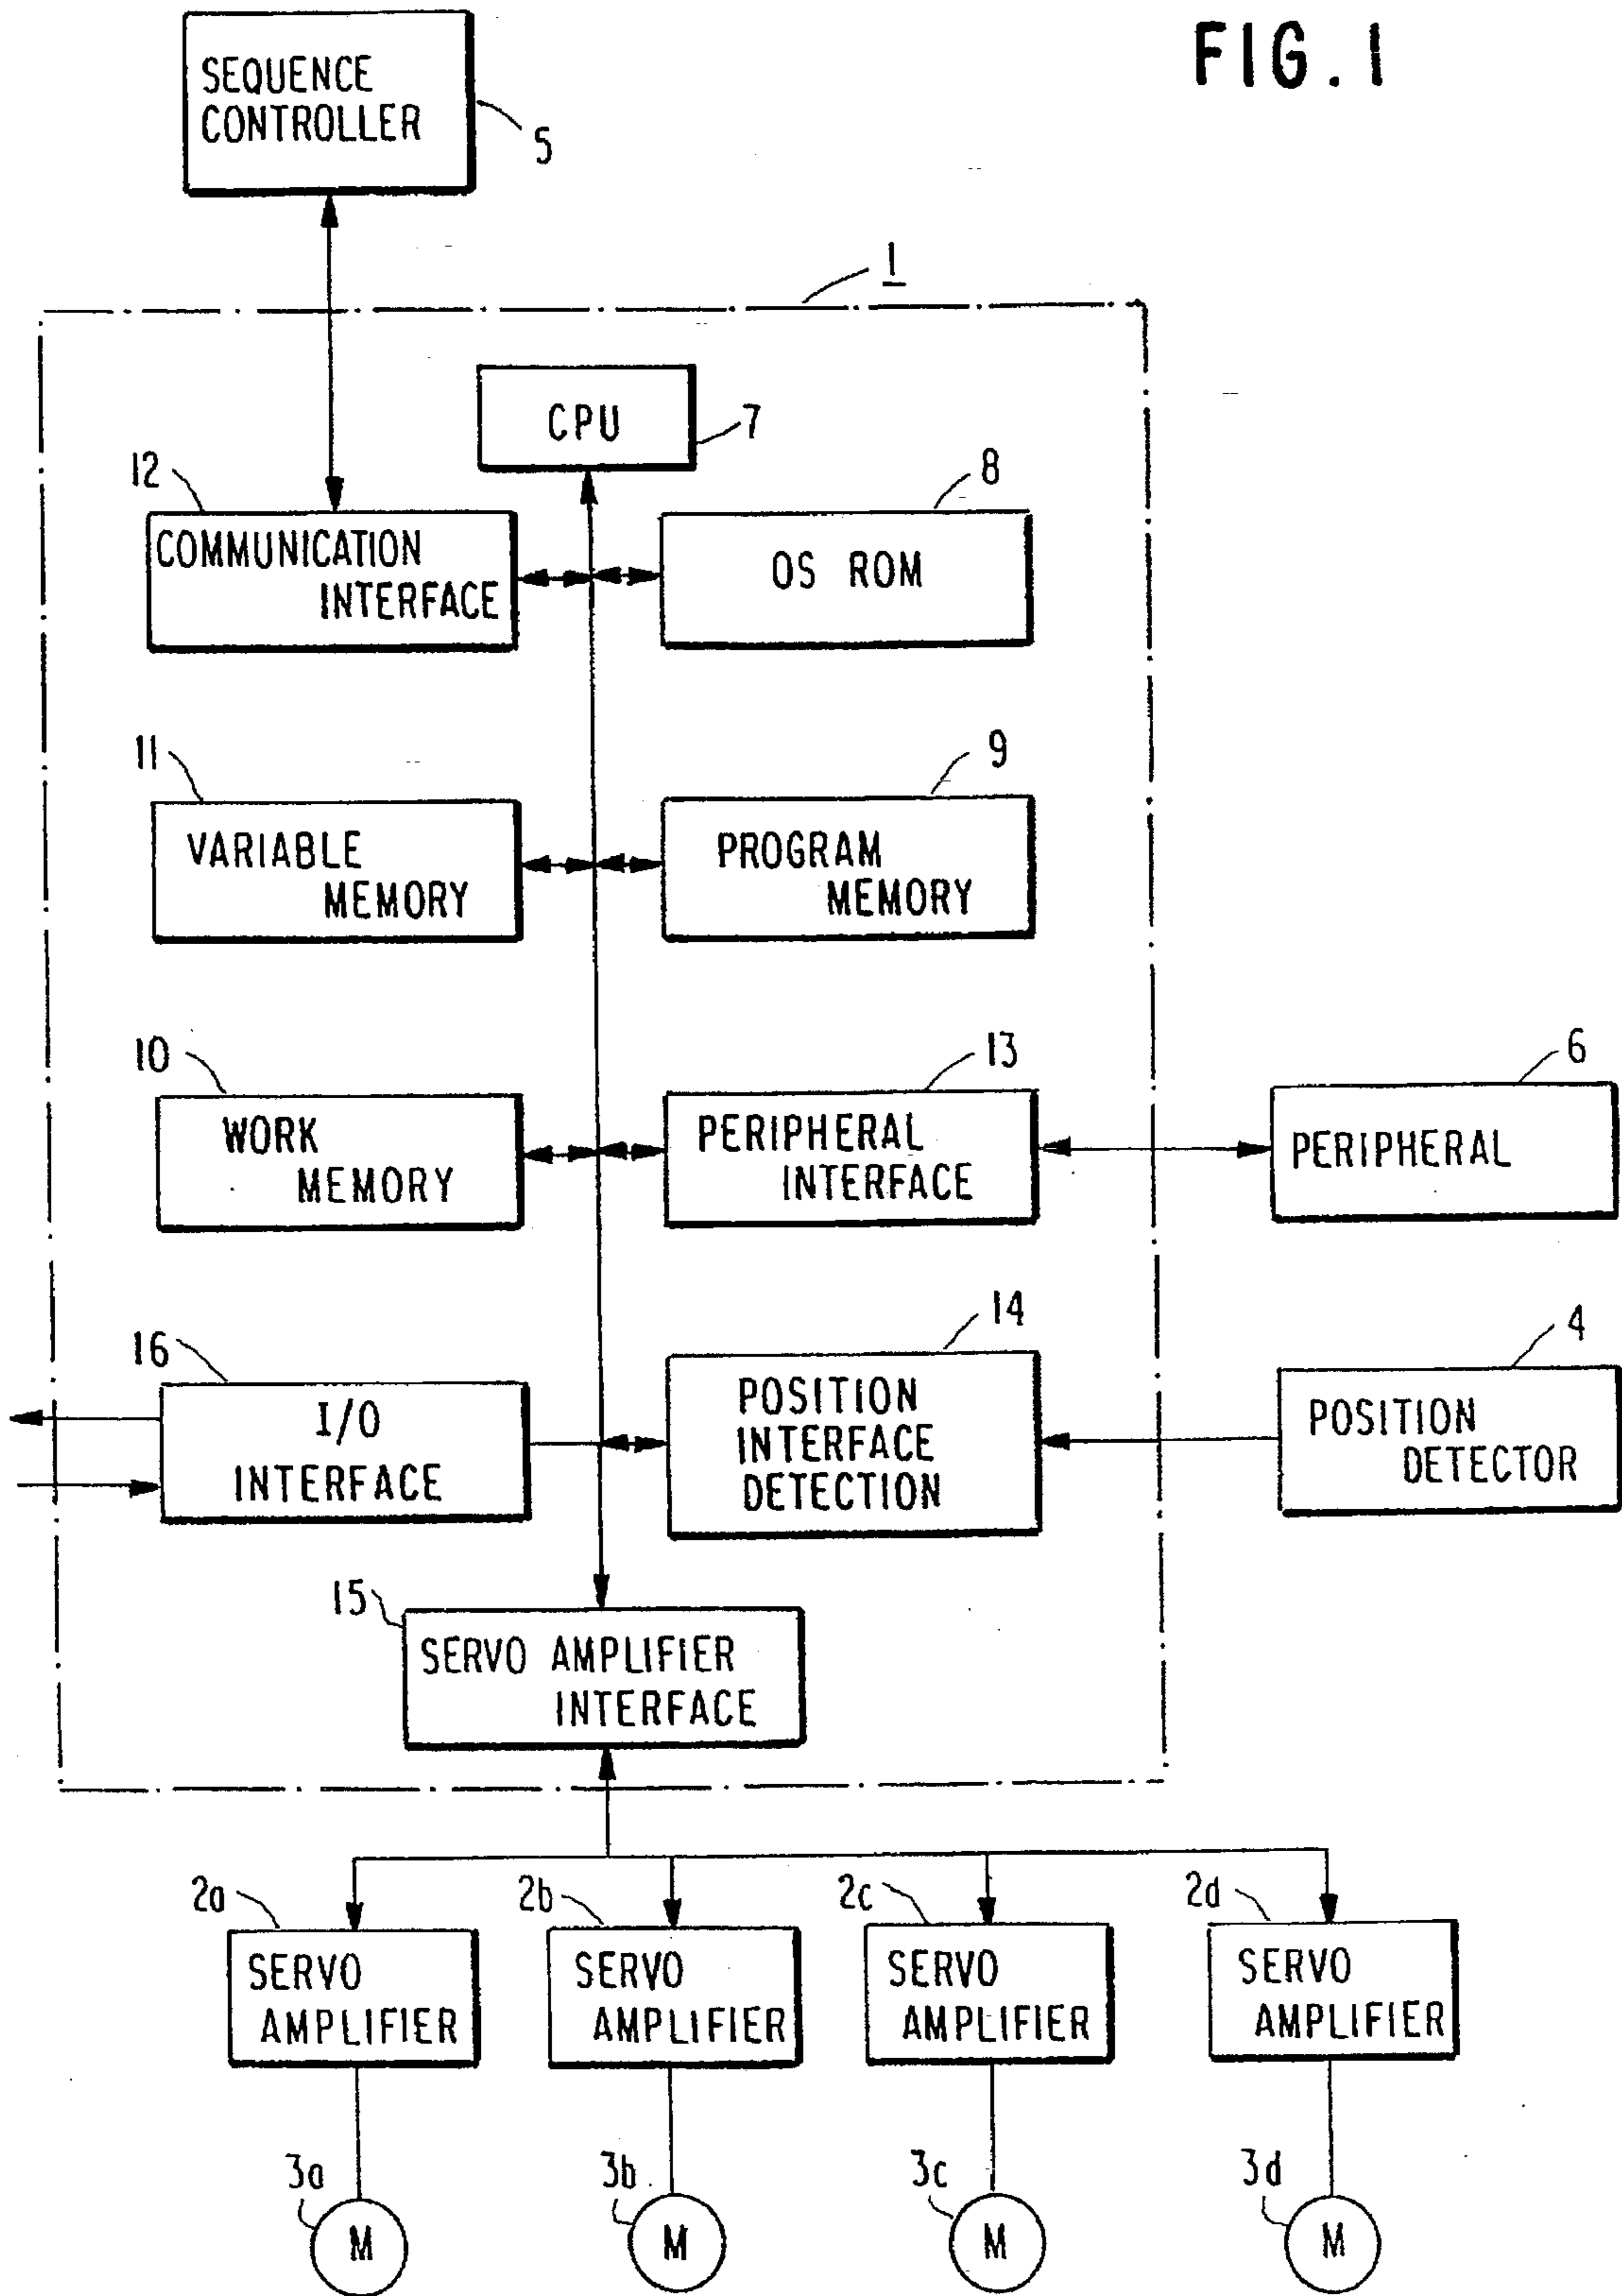 FIG. 1
SEQUENCE
CONTROLLER
5
1
CPU
7
12
COMMUNICATION
INTERFACE
8
OS ROM
11
VARIABLE
MEMORY
9
PROGRAM
MEMORY
10
WORK
MEMORY
13
PERIPHERAL
INTERFACE
6
PERIPHERAL
16
I/O
INTERFACE
14
POSITION
INTERFACE
DETECTION
4
POSITION
DETECTOR
15
SERVO AMPLIFIER
INTERFACE
2a
SERVO
AMPLIFIER
2b
SERVO
AMPLIFIER
2c
SERVO
AMPLIFIER
2d
SERVO
AMPLIFIER
3a
M
3b
M
3c
M
3d
M